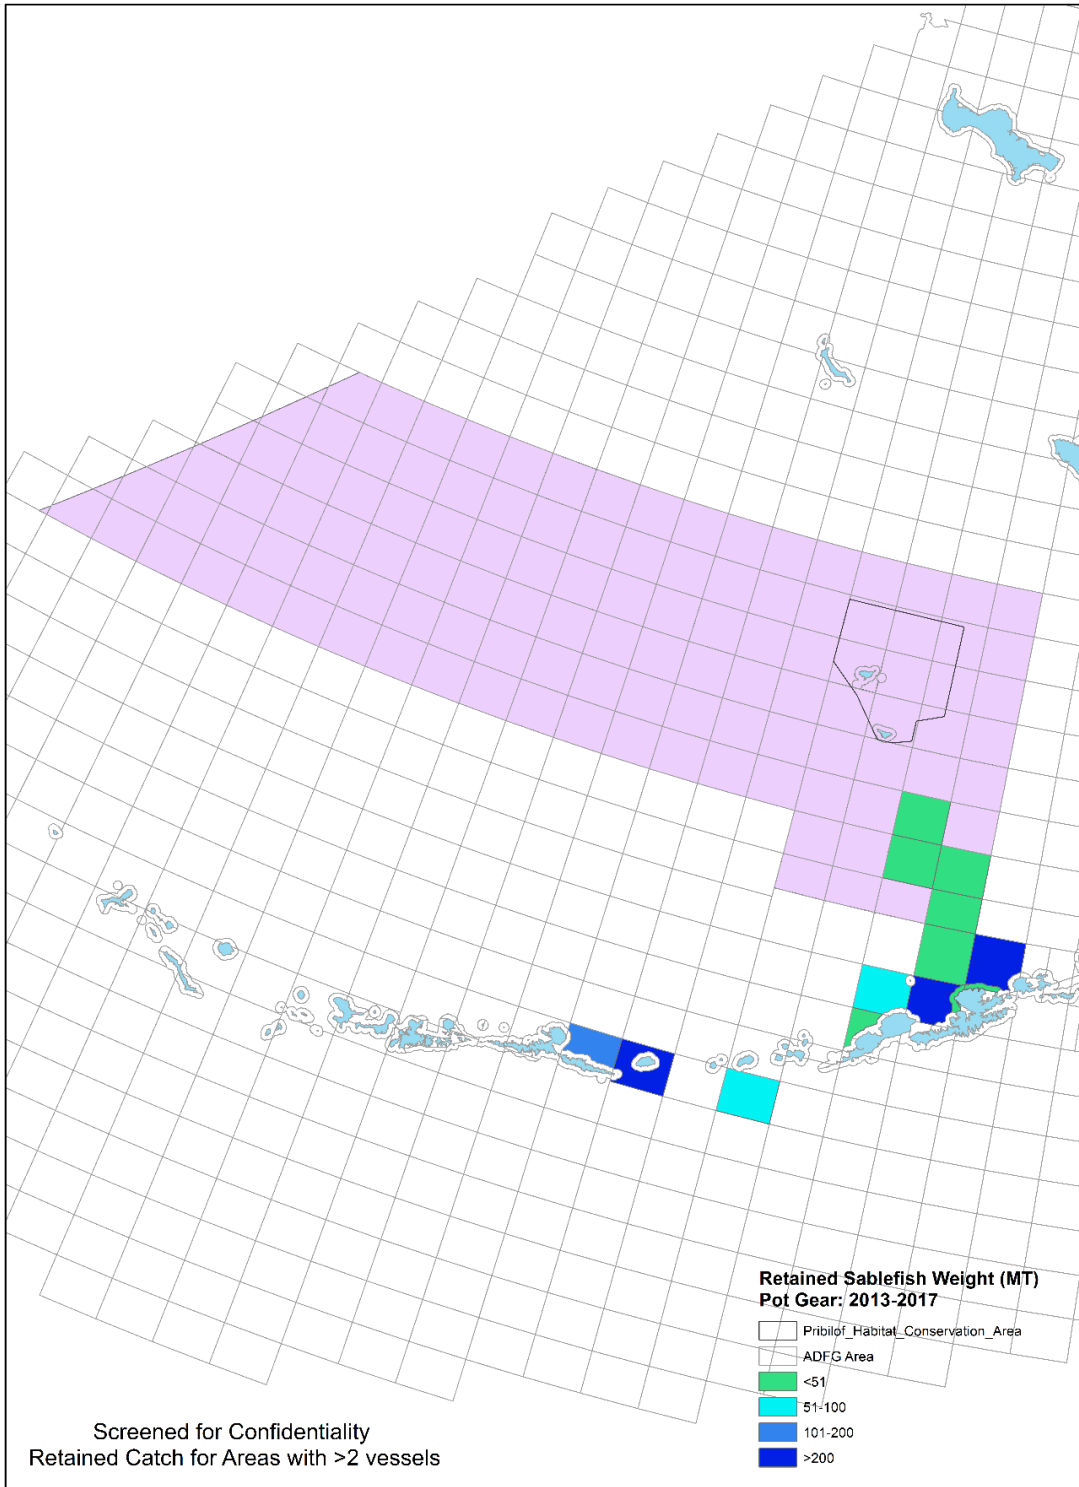 Retained Sablefish Weight (MT)
Pot Gear: 2013-2017
Pribilof_Habitat_Conservation_Area
ADFG Area
<51
51-100
101-200
>200
Screened for Confidentiality
Retained Catch for Areas with >2 vessels